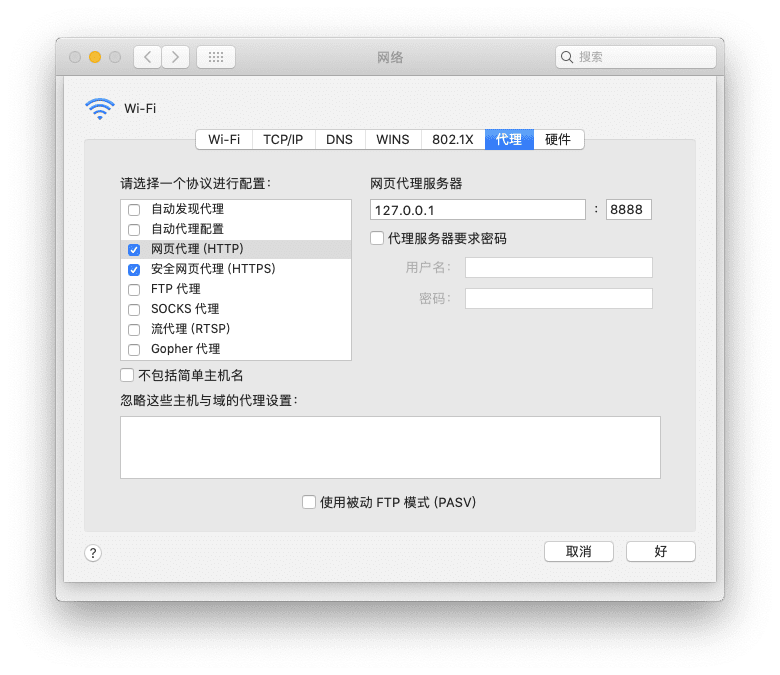 网络
搜索
Wi-Fi
Wi-Fi
TCP/IP
DNS
WINS
802.1X
代理
硬件
请选择一个协议进行配置：
自动发现代理
自动代理配置
网页代理 (HTTP)
安全网页代理 (HTTPS)
FTP 代理
SOCKS 代理
流代理 (RTSP)
Gopher 代理
不包括简单主机名
网页代理服务器
127.0.0.1 : 8888
代理服务器要求密码
用户名：
密码：
忽略这些主机与域的代理设置：
使用被动 FTP 模式 (PASV)
?
取消
好